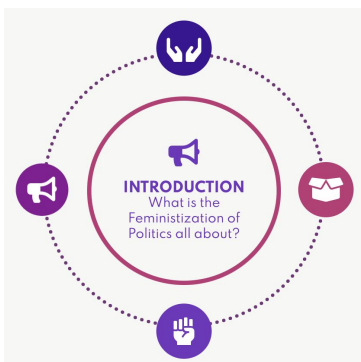 INTRODUCTION
What is the
Feministization of
Politics all about?